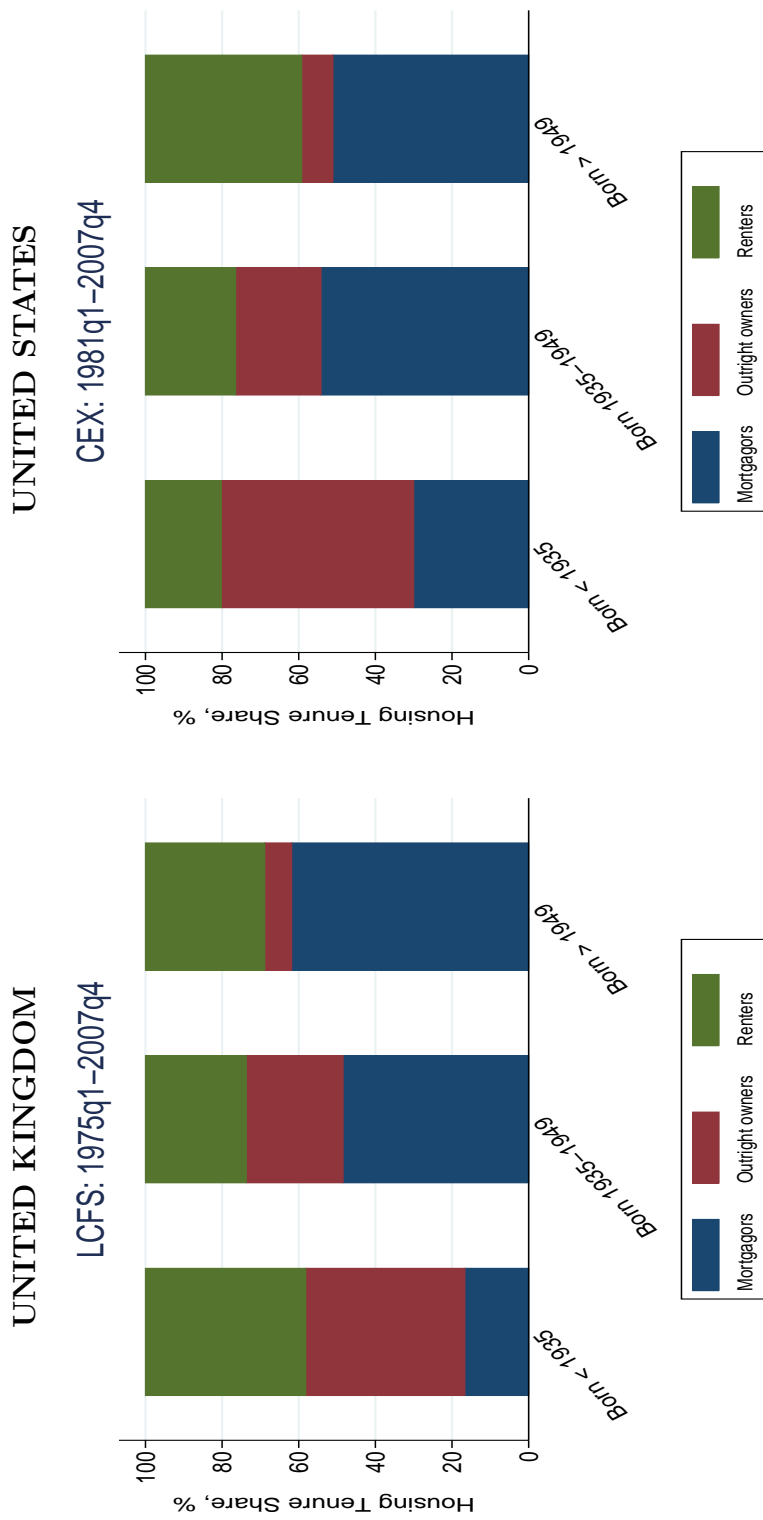 UNITED KINGDOM
LCFS: 1975q1−2007q4
Housing Tenure Share, %
100
80
60
40
20
0
Born < 1935
Born 1935−1949
Born > 1949
Mortgagors
Outright owners
Renters
UNITED STATES
CEX: 1981q1−2007q4
Housing Tenure Share, %
100
80
60
40
20
0
Born < 1935
Born 1935−1949
Born > 1949
Mortgagors
Outright owners
Renters